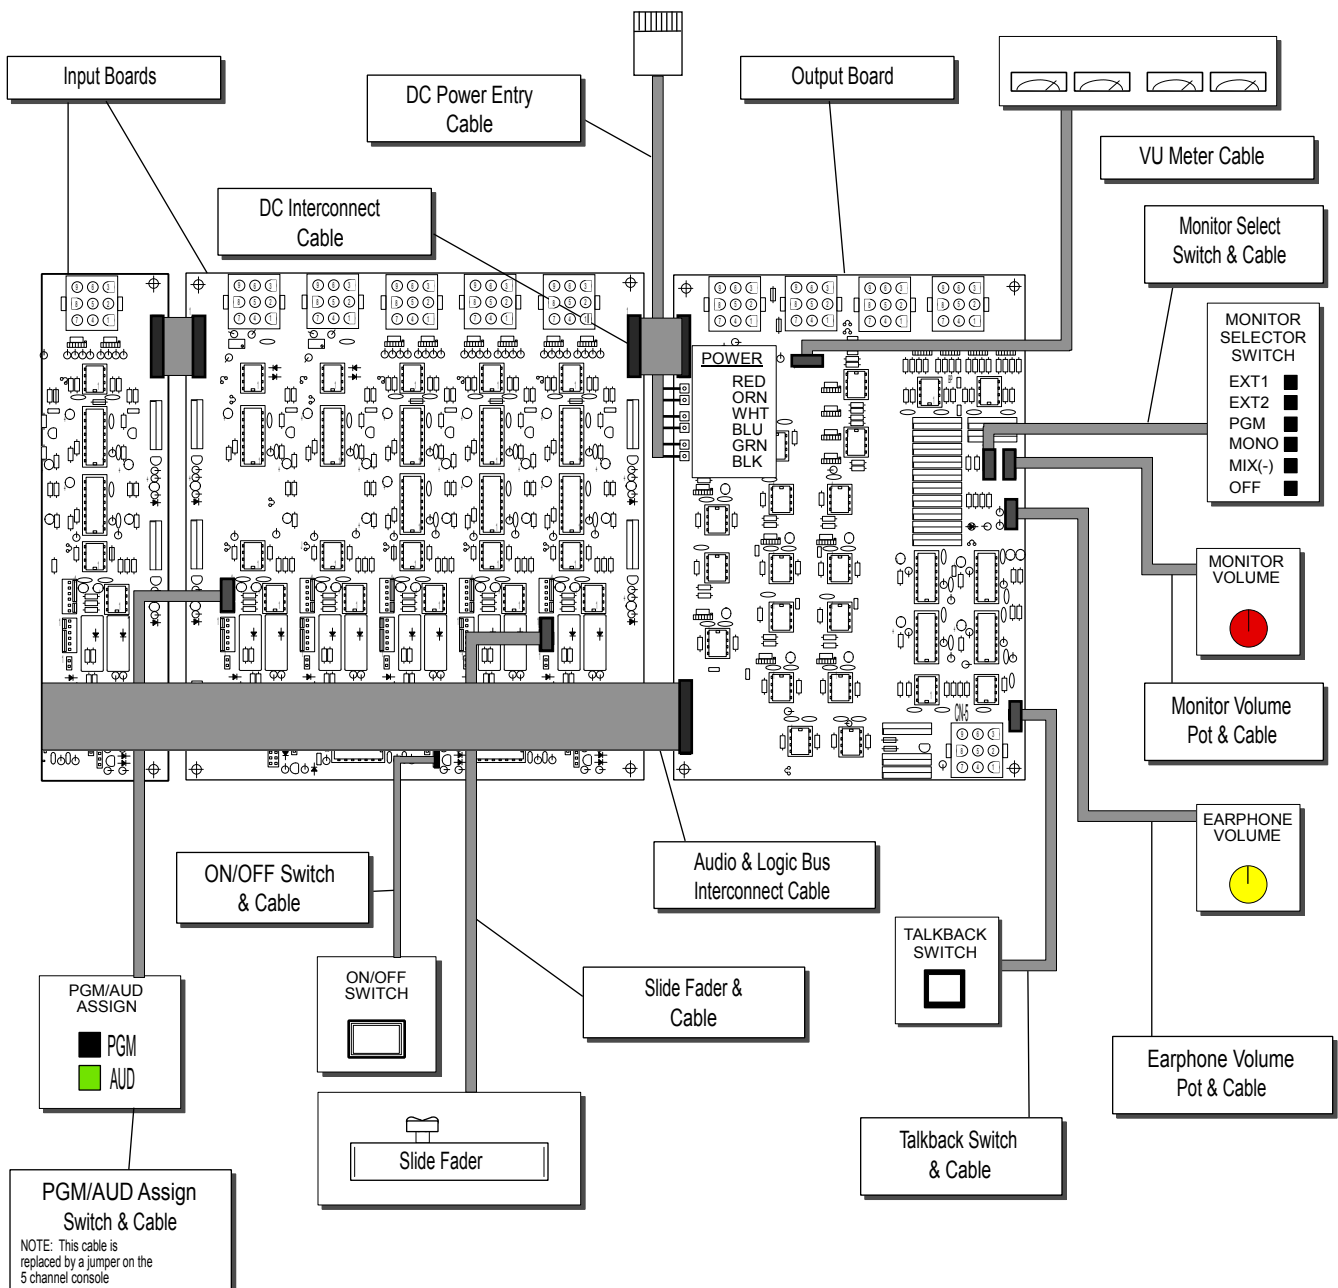 Input Boards
DC Power Entry
Cable
Output Board
VU Meter Cable
DC Interconnect
Cable
Monitor Select
Switch & Cable
MONITOR
SELECTOR
SWITCH
EXT1
EXT2
PGM
MONO
MIX(-)
OFF
POWER
RED
ORN
WHT
BLU
GRN
BLK
MONITOR
VOLUME
Monitor Volume
Pot & Cable
CN-5
EARPHONE
VOLUME
ON/OFF Switch
& Cable
Audio & Logic Bus
Interconnect Cable
TALKBACK
SWITCH
PGM/AUD
ASSIGN
PGM
AUD
ON/OFF
SWITCH
Slide Fader &
Cable
Earphone Volume
Pot & Cable
Slide Fader
Talkback Switch
& Cable
PGM/AUD Assign
Switch & Cable
NOTE: This cable is
replaced by a jumper on the
5 channel console